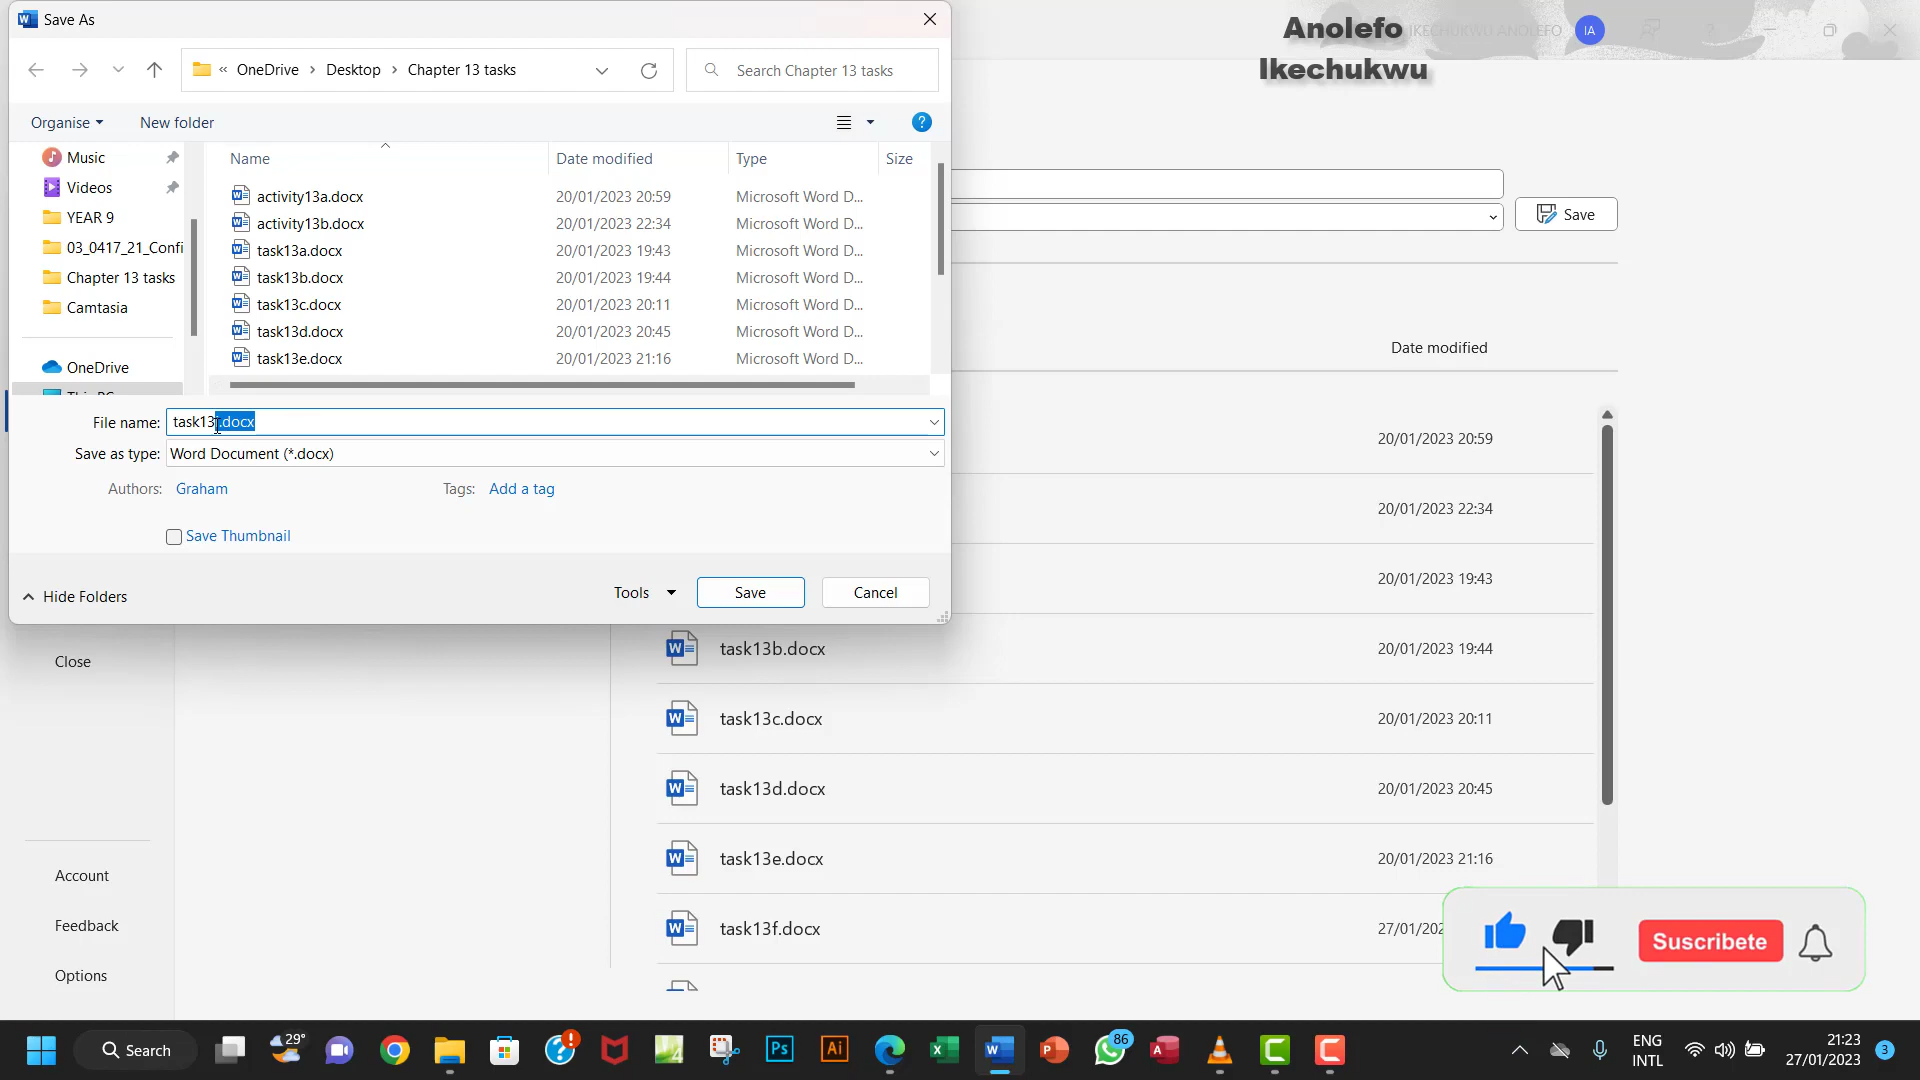 Save As
Anolefo
Ikechukwu
IKECHUKWU ANOLEFO
IA
« OneDrive > Desktop > Chapter 13 tasks
Search Chapter 13 tasks
Organise
New folder
?
Music
Videos
YEAR 9
03_0417_21_Confi
Chapter 13 tasks
Camtasia
OneDrive
Name Date modified Type Size
activity13a.docx 20/01/2023 20:59 Microsoft Word D...
activity13b.docx 20/01/2023 22:34 Microsoft Word D...
task13a.docx 20/01/2023 19:43 Microsoft Word D...
task13b.docx 20/01/2023 19:44 Microsoft Word D...
task13c.docx 20/01/2023 20:11 Microsoft Word D...
task13d.docx 20/01/2023 20:45 Microsoft Word D...
task13e.docx 20/01/2023 21:16 Microsoft Word D...
File name:
.docx
Save as type: Word Document (*.docx)
Authors: Graham
Tags: Add a tag
Save Thumbnail
Hide Folders
Tools
Save
Cancel
Save
Date modified
20/01/2023 20:59
20/01/2023 22:34
20/01/2023 19:43
task13b.docx 20/01/2023 19:44
task13c.docx 20/01/2023 20:11
task13d.docx 20/01/2023 20:45
task13e.docx 20/01/2023 21:16
task13f.docx
Close
Account
Feedback
Options
Suscribete
Search
29°
86
ENG
INTL
21:23
27/01/2023
3